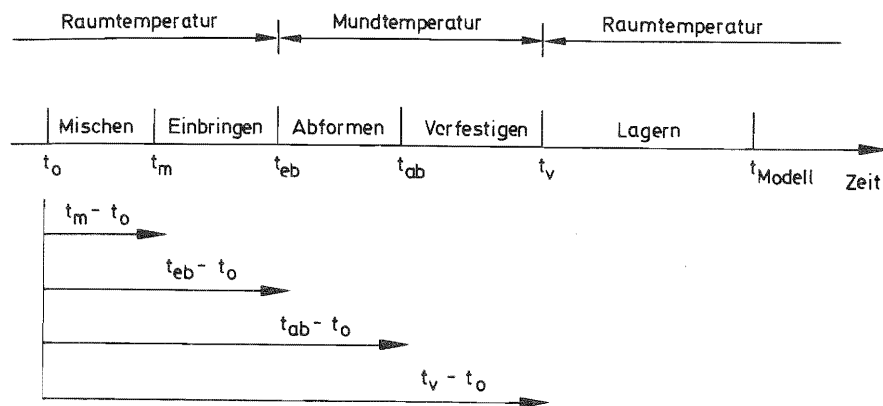 Raumtemperatur Mundtemperatur Raumtemperatur
Mischen Einbringen Abformen Verfestigen Lagern
t_o t_m t_eb t_ab t_v t_Modell Zeit
t_m - t_o
t_eb - t_o
t_ab - t_o
t_v - t_o